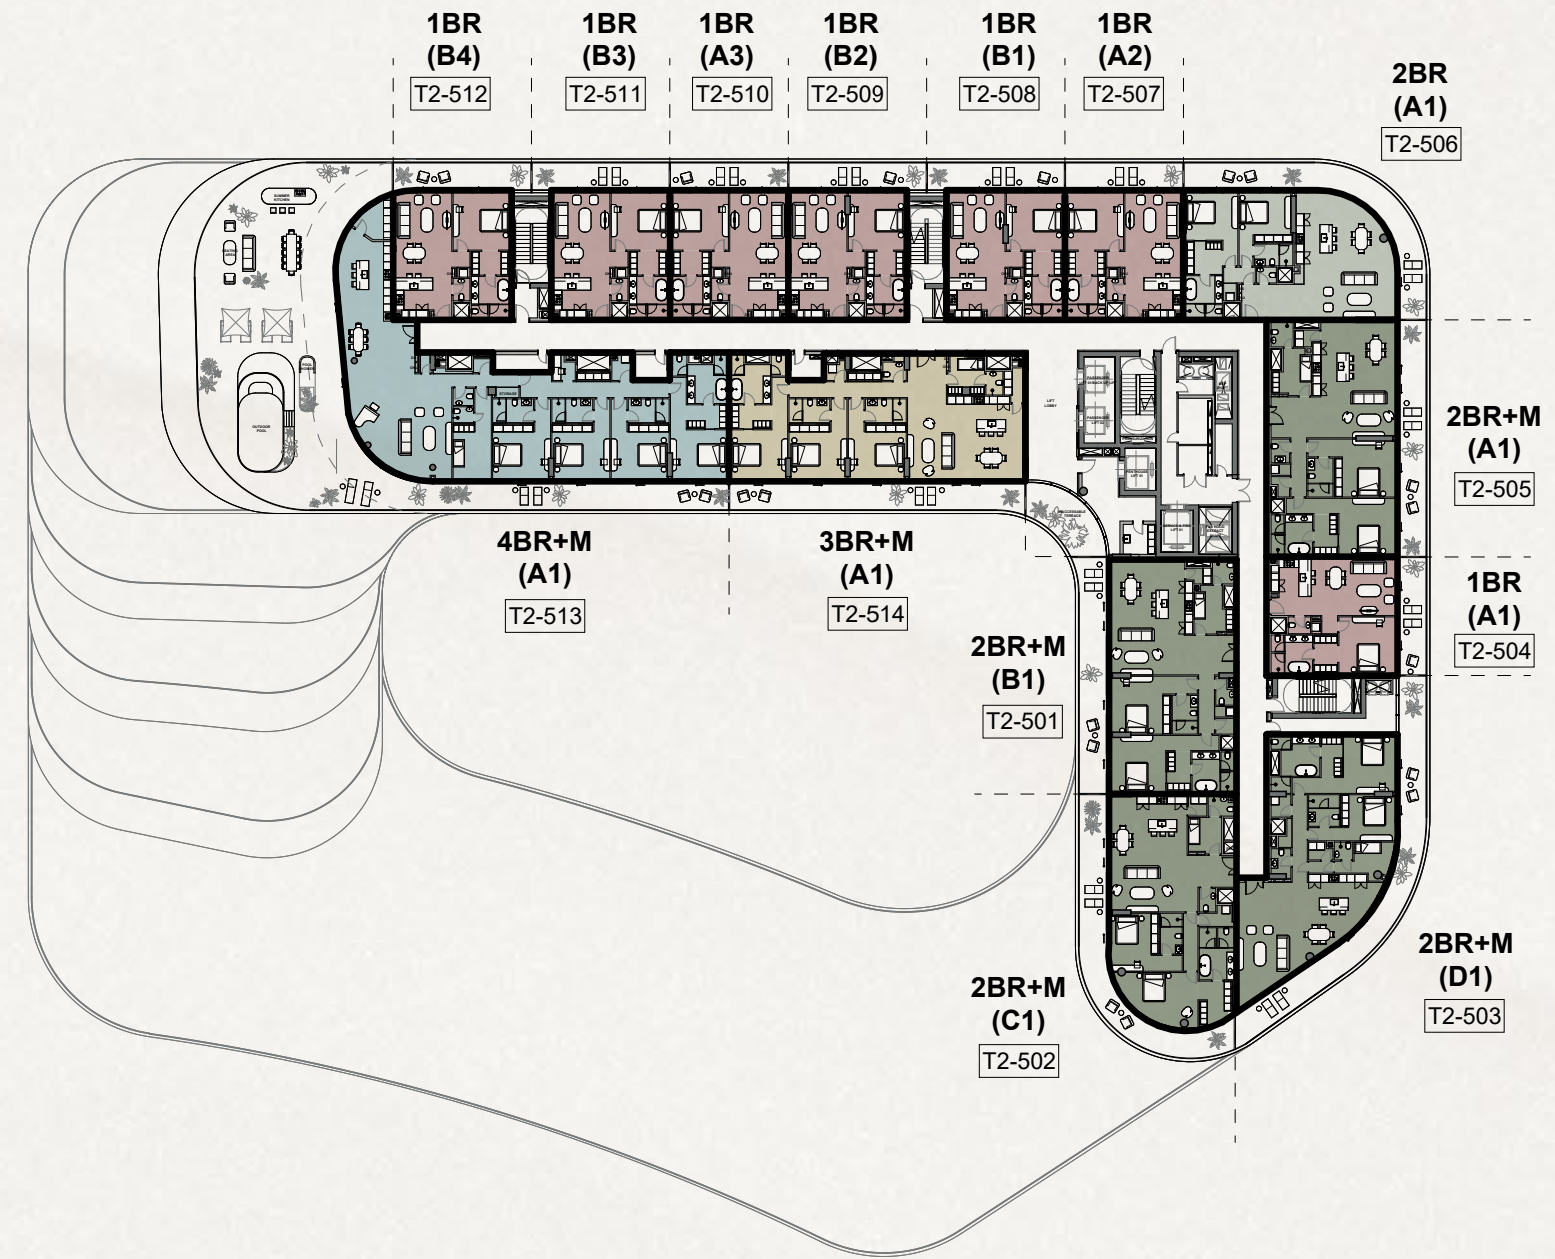 1BR
(B4)
T2-512
1BR
(B3)
T2-511
1BR
(A3)
T2-510
1BR
(B2)
T2-509
1BR
(B1)
T2-508
1BR
(A2)
T2-507
2BR
(A1)
T2-506
SUMMER
KITCHEN
OUTDOOR
POOL
STORAGE
LIFT
LOBBY
2BR+M
(A1)
T2-505
4BR+M
(A1)
T2-513
3BR+M
(A1)
T2-514
1BR
(A1)
T2-504
2BR+M
(B1)
T2-501
2BR+M
(D1)
T2-503
2BR+M
(C1)
T2-502